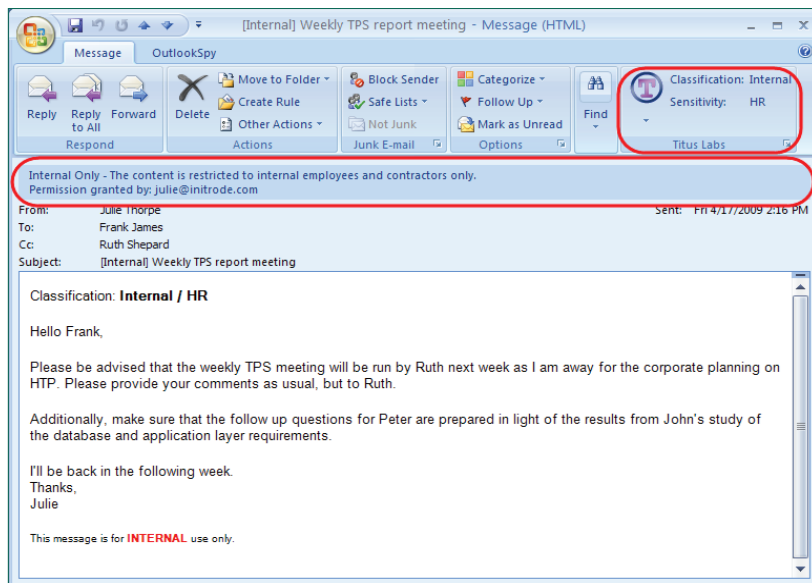 [Internal] Weekly TPS report meeting - Message (HTML)
Message OutlookSpy
Reply
Reply to All
Forward
Respond
Delete
Move to Folder
Create Rule
Other Actions
Actions
Block Sender
Safe Lists
Not Junk
Junk E-mail
Categorize
Follow Up
Mark as Unread
Options
Find
T
Classification: Internal
Sensitivity: HR
Titus Labs
Internal Only - The content is restricted to internal employees and contractors only.
Permission granted by: julie@initrode.com
From: Julie Thorpe Sent: Fri 4/17/2009 2:16 PM
To: Frank James
Cc: Ruth Shepard
Subject: [Internal] Weekly TPS report meeting
Classification: Internal / HR
Hello Frank,
Please be advised that the weekly TPS meeting will be run by Ruth next week as I am away for the corporate planning on
HTP. Please provide your comments as usual, but to Ruth.
Additionally, make sure that the follow up questions for Peter are prepared in light of the results from John's study of
the database and application layer requirements.
I'll be back in the following week.
Thanks,
Julie
This message is for INTERNAL use only.